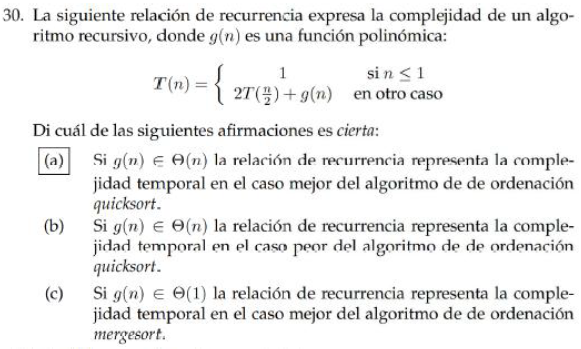 30. La siguiente relación de recurrencia expresa la complejidad de un algo-
ritmo recursivo, donde g(n) es una función polinómica:
T(n) = { 1 si n ≤ 1
2T(n/2) + g(n) en otro caso
Di cuál de las siguientes afirmaciones es cierta:
(a) Si g(n) ∈ Θ(n) la relación de recurrencia representa la comple-
jidad temporal en el caso mejor del algoritmo de de ordenación
quicksort.
(b) Si g(n) ∈ Θ(n) la relación de recurrencia representa la comple-
jidad temporal en el caso peor del algoritmo de de ordenación
quicksort.
(c) Si g(n) ∈ Θ(1) la relación de recurrencia representa la comple-
jidad temporal en el caso mejor del algoritmo de de ordenación
mergesort.